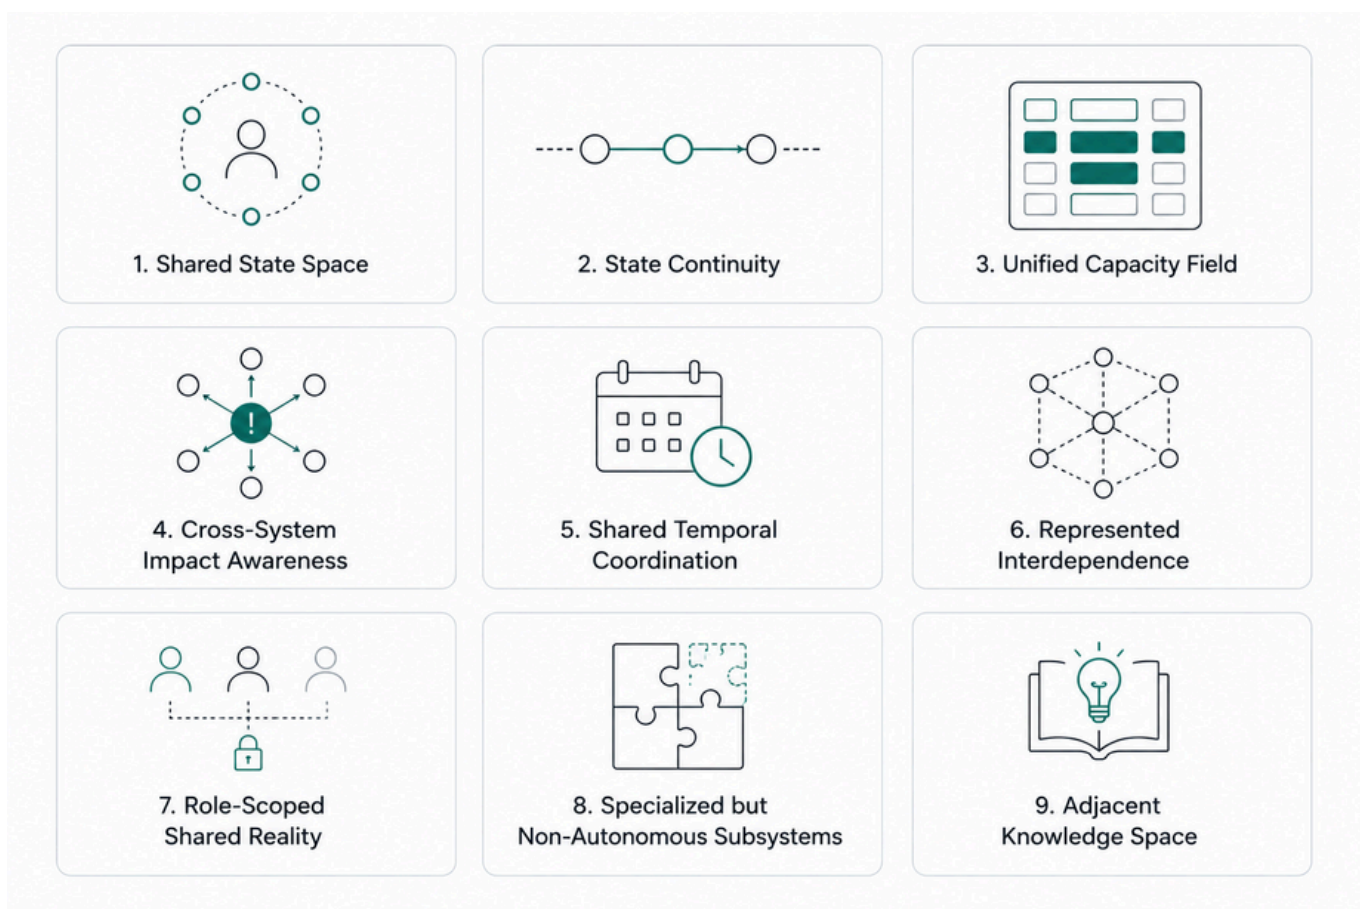 1. Shared State Space
2. State Continuity
3. Unified Capacity Field
!
4. Cross-System
Impact Awareness
5. Shared Temporal
Coordination
6. Represented
Interdependence
7. Role-Scoped
Shared Reality
8. Specialized but
Non-Autonomous Subsystems
9. Adjacent
Knowledge Space